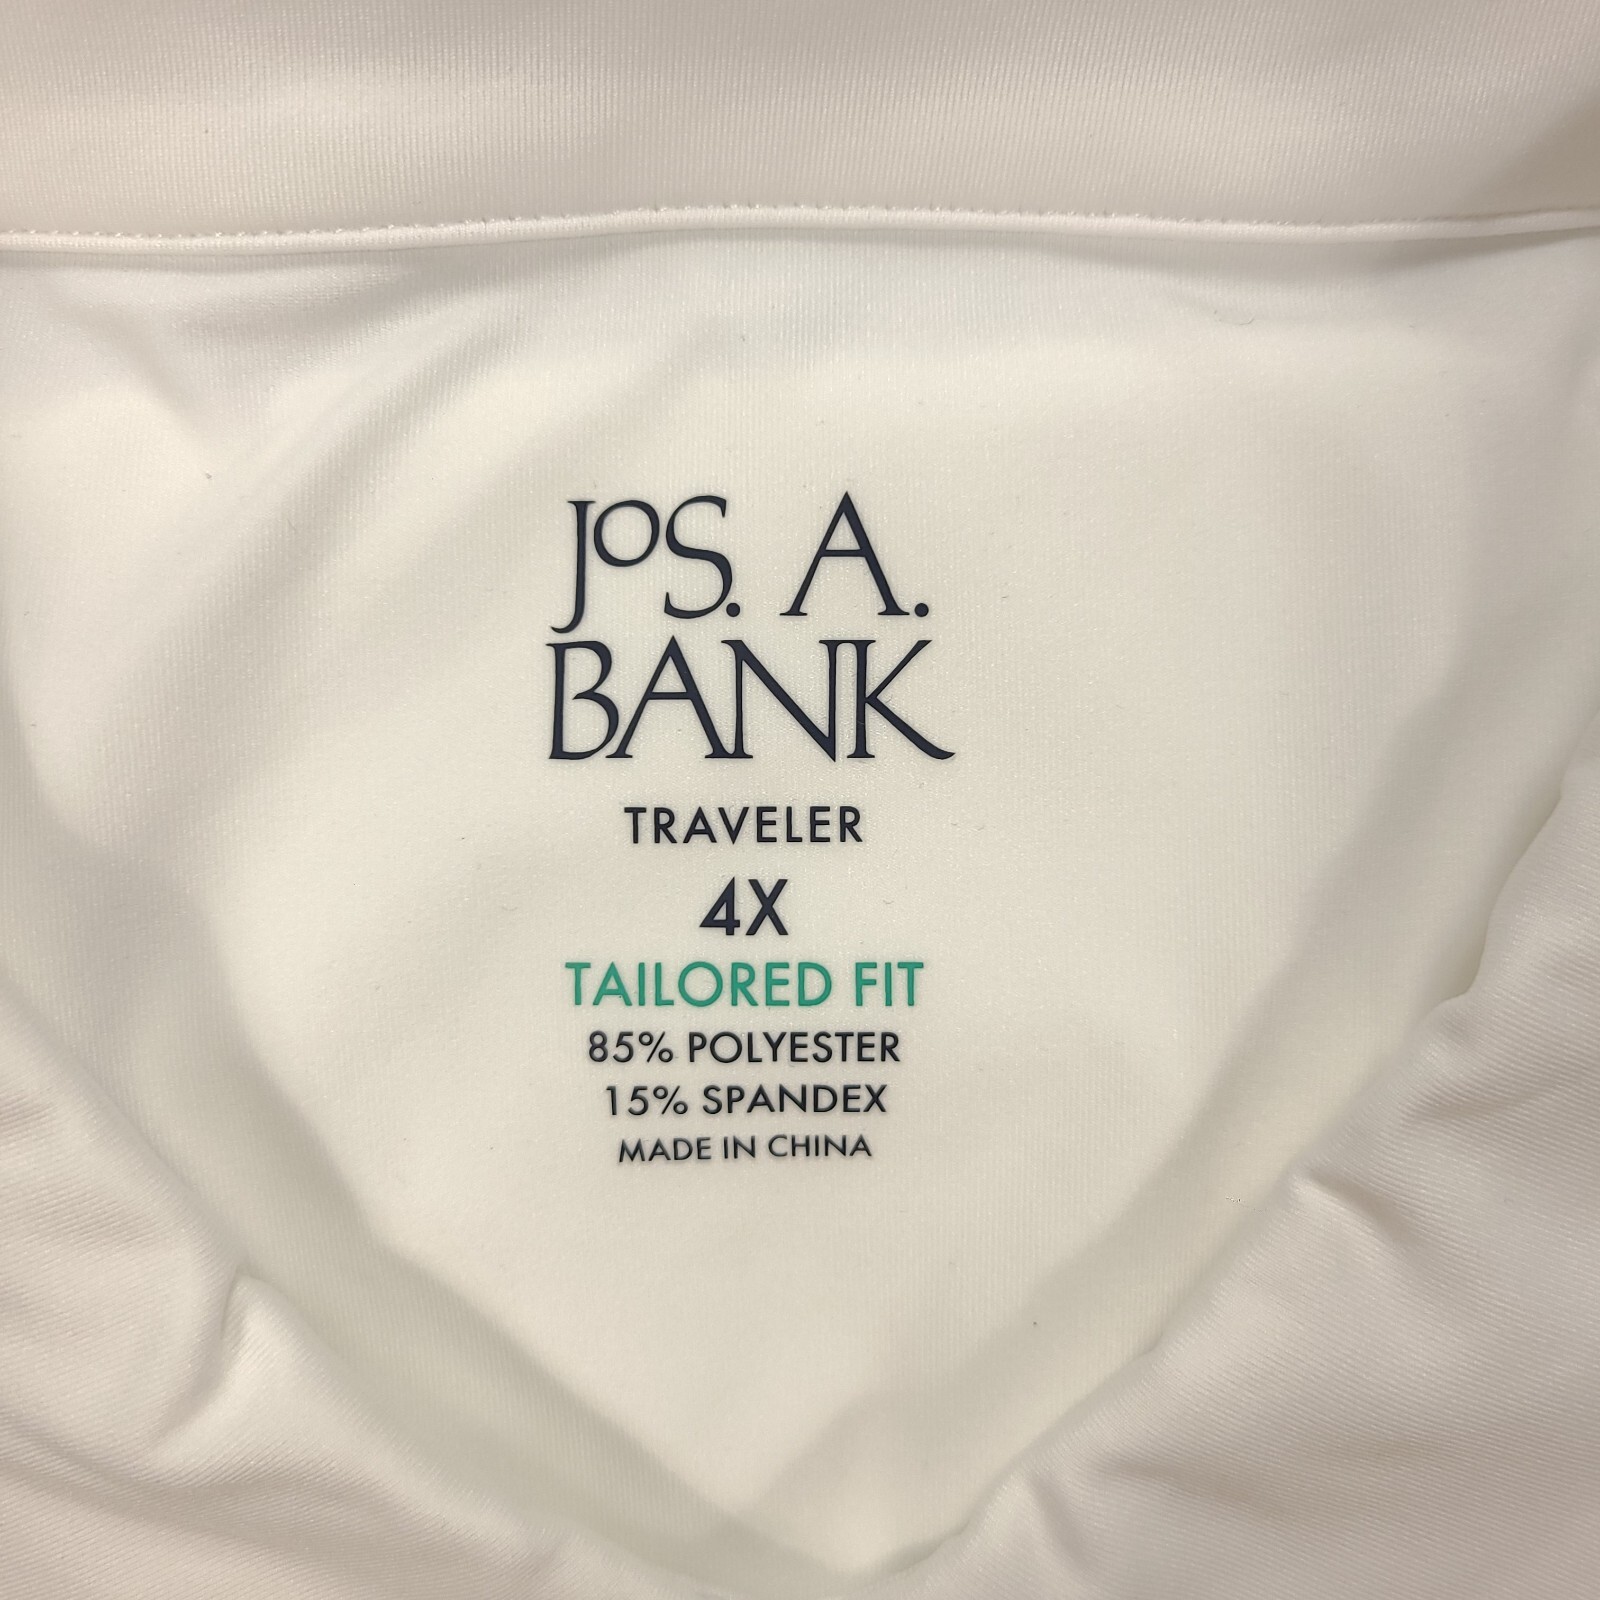 JoS. A.
BANK
TRAVELER
4X
TAILORED FIT
85% POLYESTER
15% SPANDEX
MADE IN CHINA